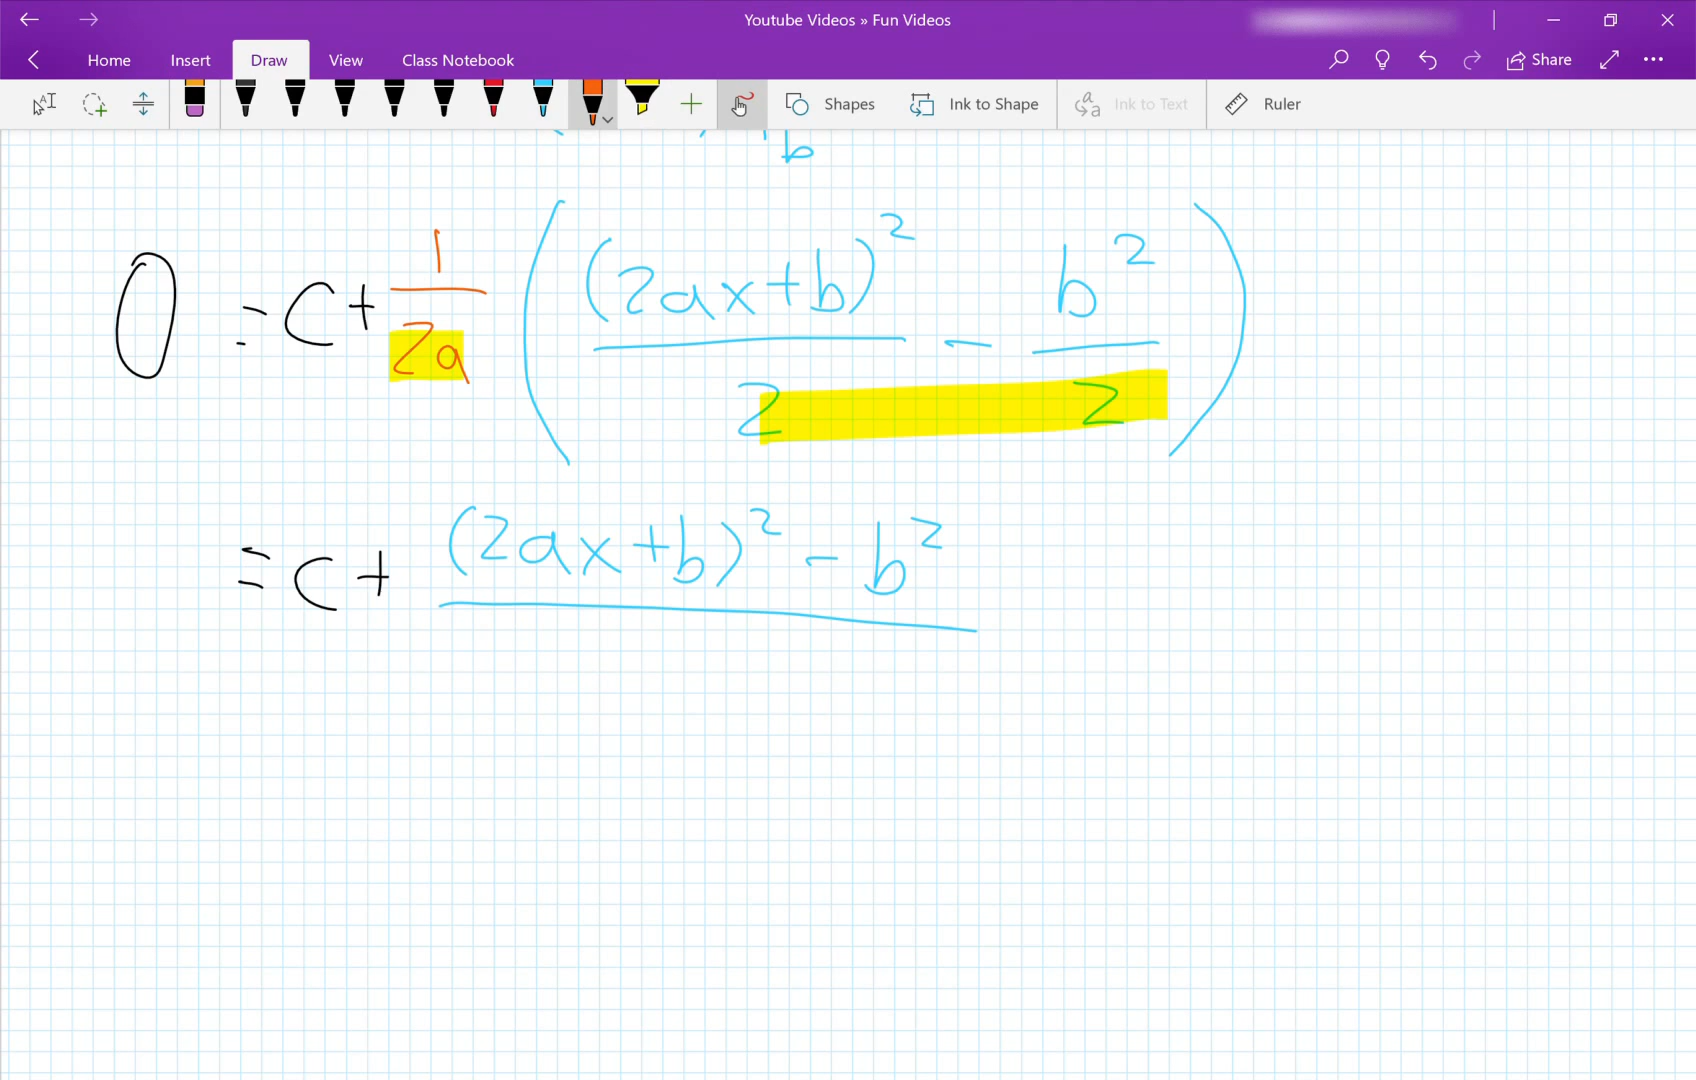 Youtube Videos » Fun Videos
Home Insert Draw View Class Notebook Share
Shapes Ink to Shape Ink to Text Ruler
b
0 = c + 1/2a ( (2ax+b)²/2 - b²/2 )
= c + (2ax+b)² - b²